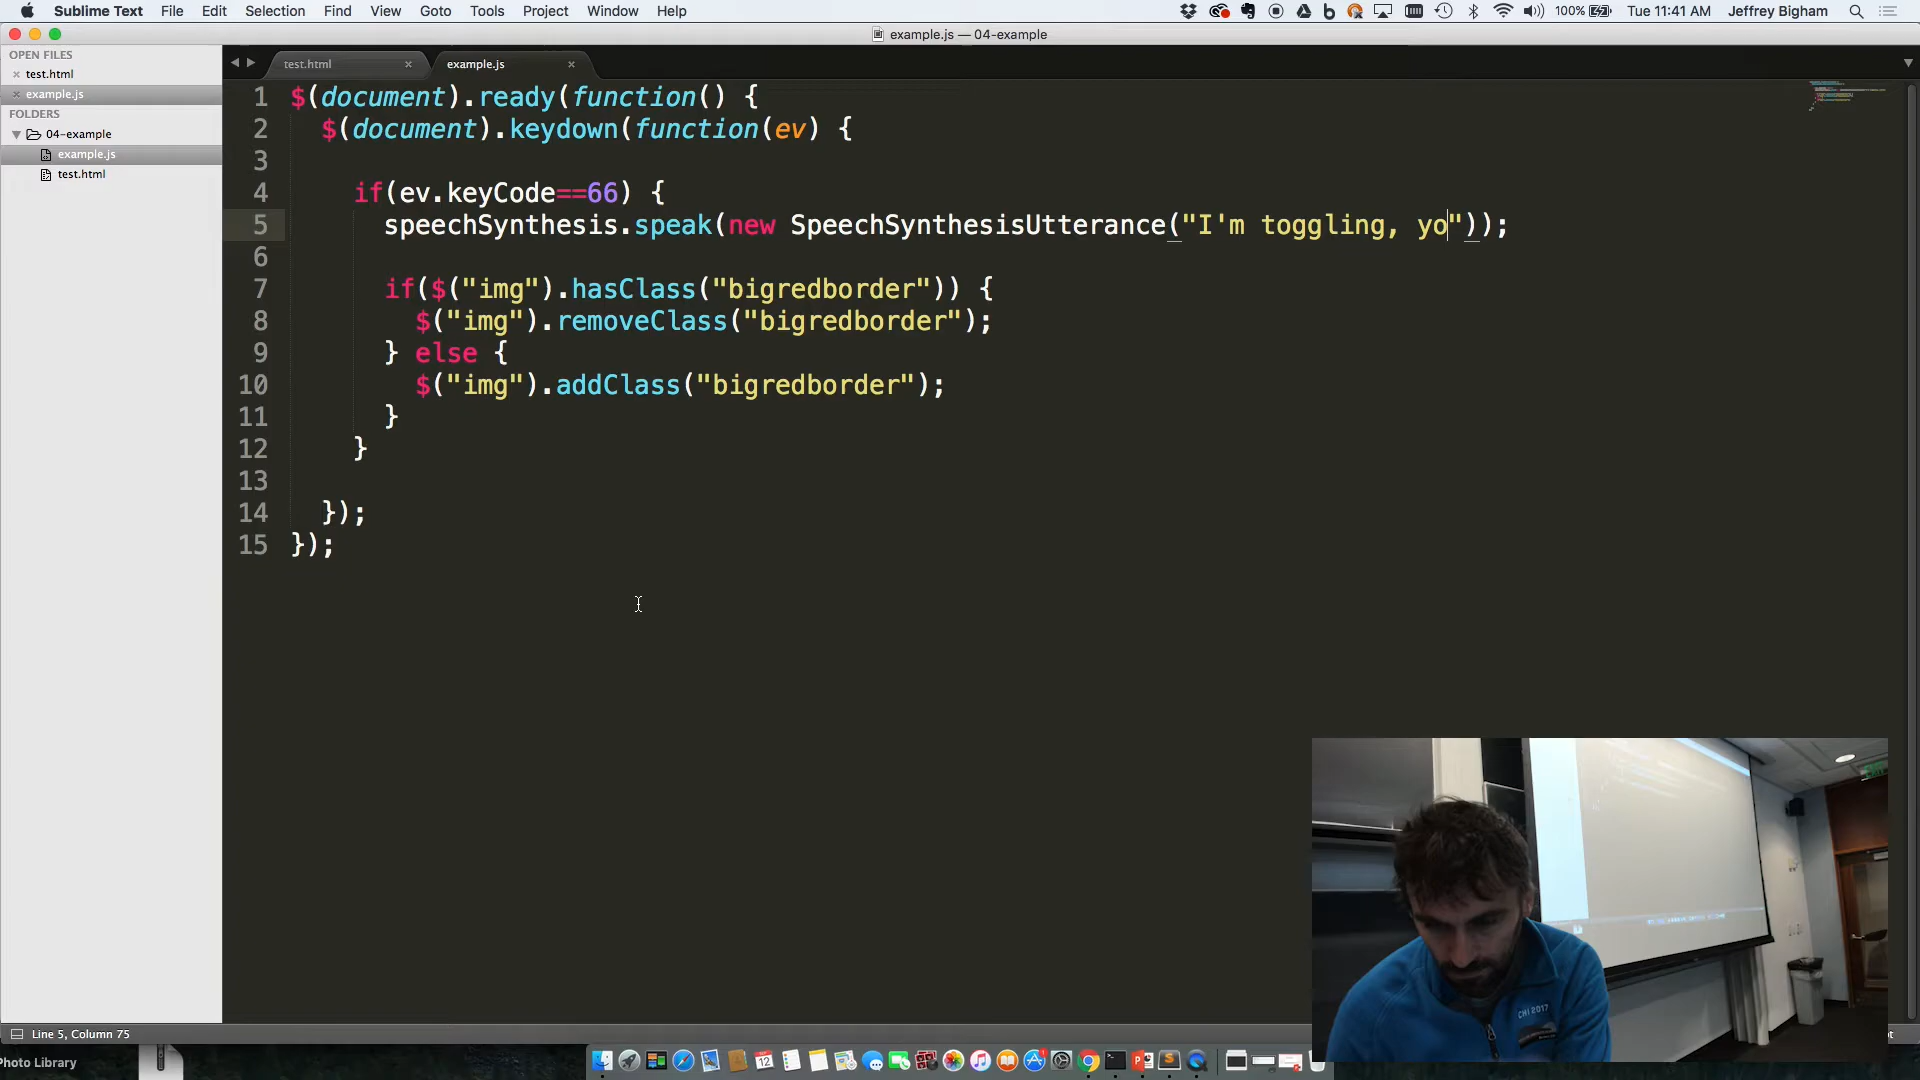 Sublime Text File Edit Selection Find View Goto Tools Project Window Help
100% Tue 11:41 AM Jeffrey Bigham
example.js — 04-example
OPEN FILES
test.html
example.js
FOLDERS
04-example
example.js
test.html
test.html
example.js
1 $(document).ready(function() {
2 $(document).keydown(function(ev) {
3
4 if(ev.keyCode==66) {
5 speechSynthesis.speak(new SpeechSynthesisUtterance("I'm toggling, yo"));
6
7 if($("img").hasClass("bigredborder")) {
8 $("img").removeClass("bigredborder");
9 } else {
10 $("img").addClass("bigredborder");
11 }
12 }
13
14 });
15 });
Line 5, Column 75
Photo Library
CHI 2017
EXIT